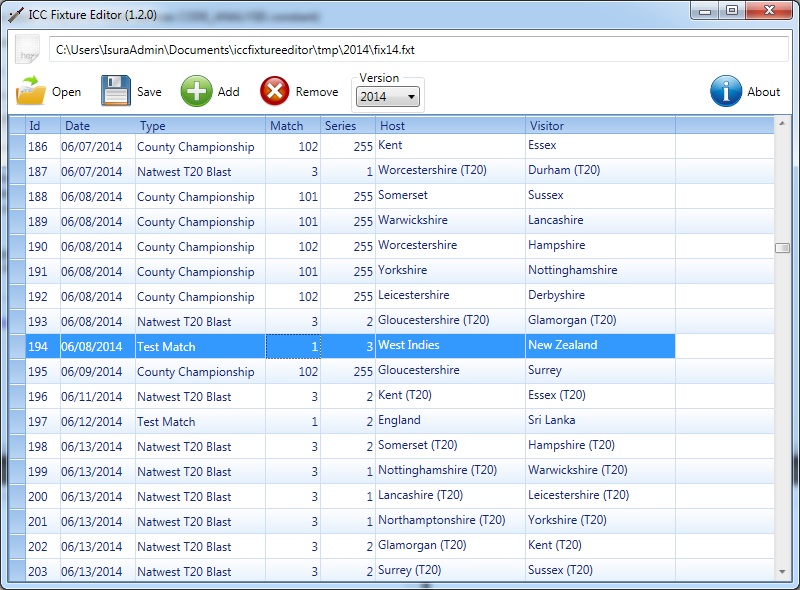 ICC Fixture Editor (1.2.0)
C:\Users\IsuraAdmin\Documents\iccfixtureeditor\tmp\2014\fix14.fxt
Open Save Add Remove Version 2014 About
Id Date Type Match Series Host Visitor
186 06/07/2014 County Championship 102 255 Kent Essex
187 06/07/2014 Natwest T20 Blast 3 1 Worcestershire (T20) Durham (T20)
188 06/08/2014 County Championship 101 255 Somerset Sussex
189 06/08/2014 County Championship 101 255 Warwickshire Lancashire
190 06/08/2014 County Championship 102 255 Worcestershire Hampshire
191 06/08/2014 County Championship 101 255 Yorkshire Nottinghamshire
192 06/08/2014 County Championship 102 255 Leicestershire Derbyshire
193 06/08/2014 Natwest T20 Blast 3 2 Gloucestershire (T20) Glamorgan (T20)
194 06/08/2014 Test Match 1 3 West Indies New Zealand
195 06/09/2014 County Championship 102 255 Gloucestershire Surrey
196 06/11/2014 Natwest T20 Blast 3 2 Kent (T20) Essex (T20)
197 06/12/2014 Test Match 1 2 England Sri Lanka
198 06/13/2014 Natwest T20 Blast 3 2 Somerset (T20) Hampshire (T20)
199 06/13/2014 Natwest T20 Blast 3 1 Nottinghamshire (T20) Warwickshire (T20)
200 06/13/2014 Natwest T20 Blast 3 1 Lancashire (T20) Leicestershire (T20)
201 06/13/2014 Natwest T20 Blast 3 1 Northamptonshire (T20) Yorkshire (T20)
202 06/13/2014 Natwest T20 Blast 3 2 Glamorgan (T20) Kent (T20)
203 06/13/2014 Natwest T20 Blast 3 2 Surrey (T20) Sussex (T20)